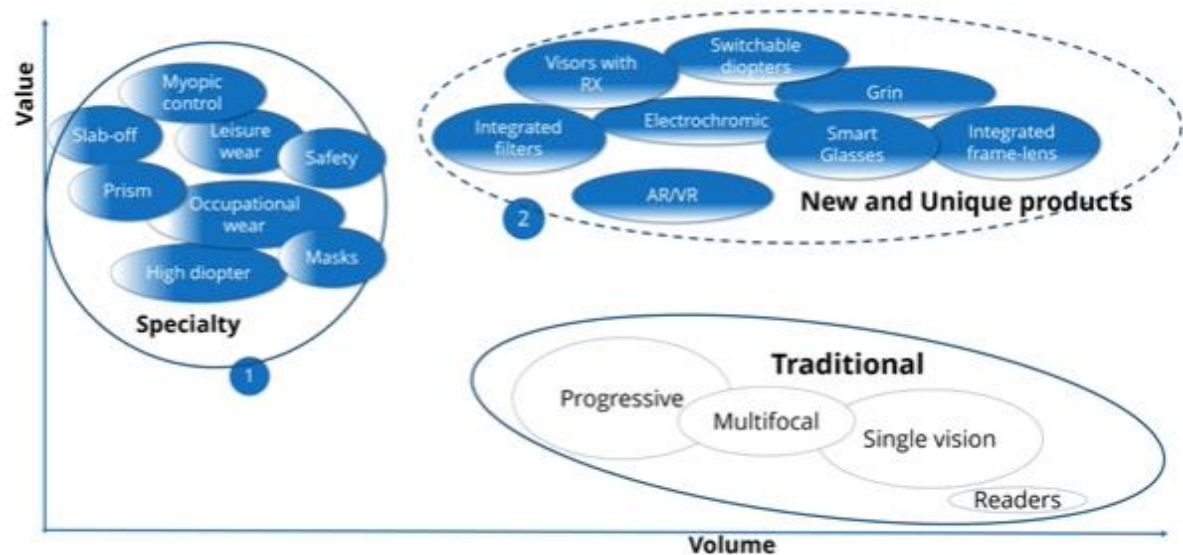 Value
Myopic
control
Slab-off
Leisure
wear
Safety
Prism
Occupational
wear
Masks
High diopter
Specialty
1
Visors with
RX
Switchable
diopters
Grin
Integrated
filters
Electrochromic
Smart
Glasses
Integrated
frame-lens
AR/VR
New and Unique products
2
Traditional
Progressive
Multifocal
Single vision
Readers
Volume